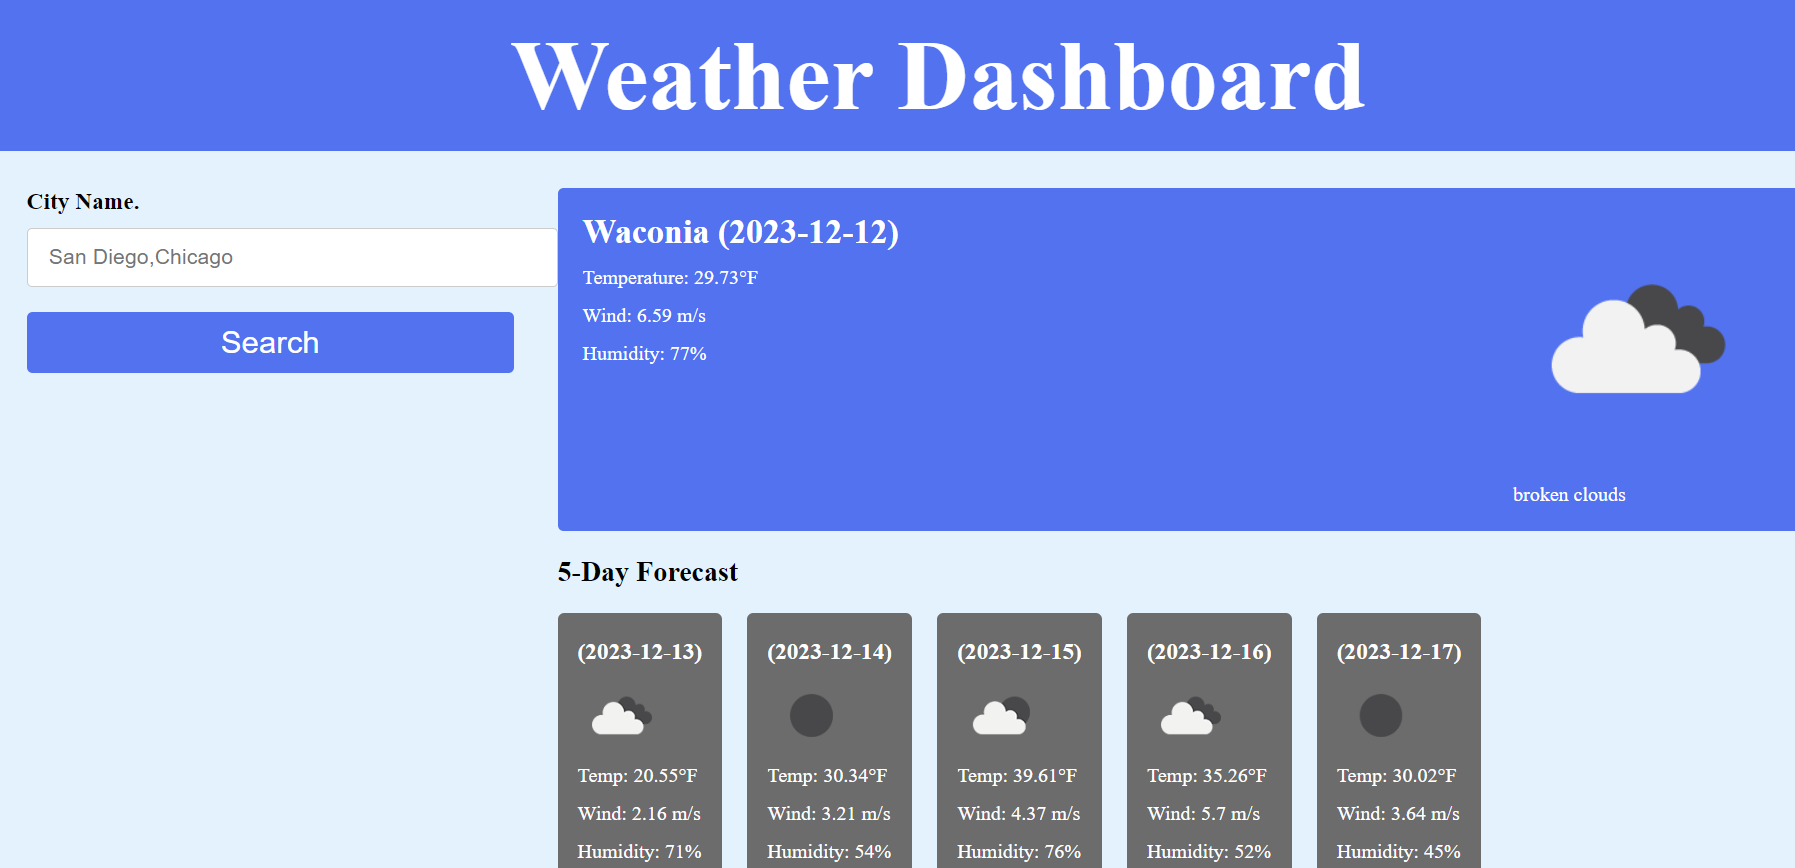 Weather Dashboard
City Name.
San Diego,Chicago
Search
Waconia (2023-12-12)
Temperature: 29.73°F
Wind: 6.59 m/s
Humidity: 77%
broken clouds
5-Day Forecast
(2023-12-13)
Temp: 20.55°F
Wind: 2.16 m/s
Humidity: 71%
(2023-12-14)
Temp: 30.34°F
Wind: 3.21 m/s
Humidity: 54%
(2023-12-15)
Temp: 39.61°F
Wind: 4.37 m/s
Humidity: 76%
(2023-12-16)
Temp: 35.26°F
Wind: 5.7 m/s
Humidity: 52%
(2023-12-17)
Temp: 30.02°F
Wind: 3.64 m/s
Humidity: 45%